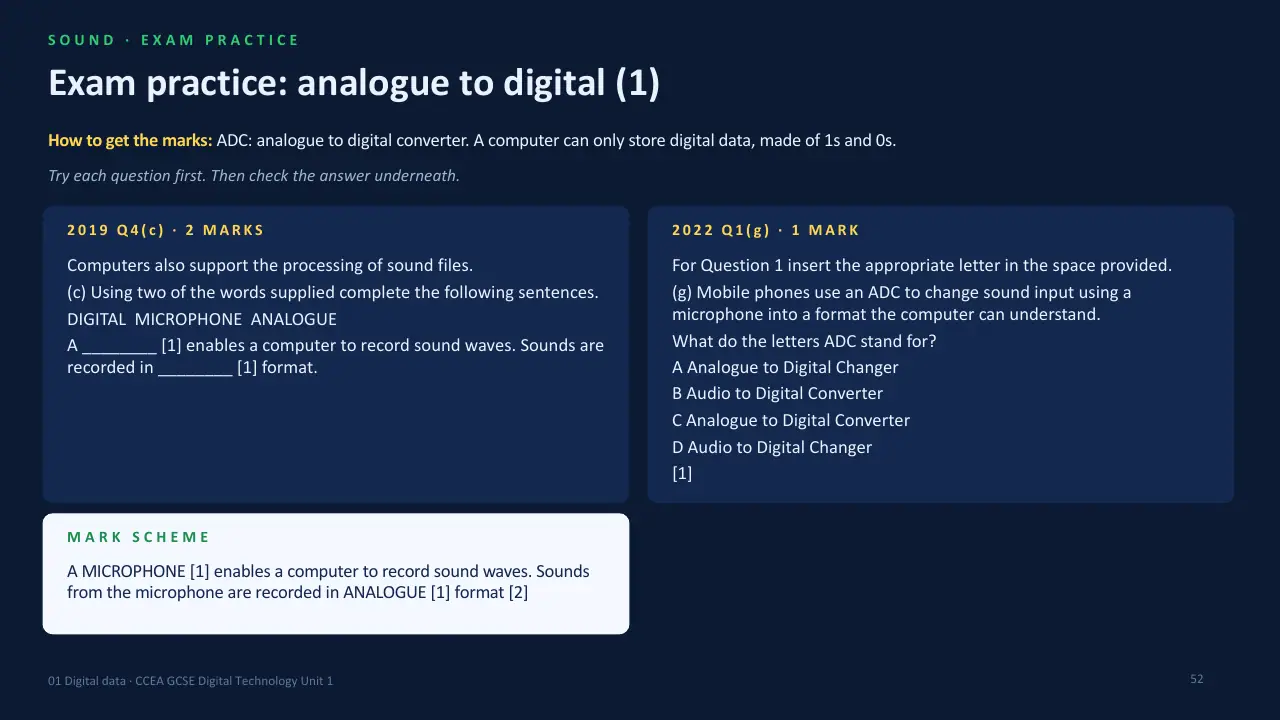 SOUND · EXAM PRACTICE
Exam practice: analogue to digital (1)
How to get the marks: ADC: analogue to digital converter. A computer can only store digital data, made of 1s and 0s.
Try each question first. Then check the answer underneath.
2019 Q4(c) · 2 MARKS
Computers also support the processing of sound files.
(c) Using two of the words supplied complete the following sentences.
DIGITAL  MICROPHONE  ANALOGUE
A ________ [1] enables a computer to record sound waves. Sounds are
recorded in ________ [1] format.
MARK SCHEME
A MICROPHONE [1] enables a computer to record sound waves. Sounds
from the microphone are recorded in ANALOGUE [1] format [2]
2022 Q1(g) · 1 MARK
For Question 1 insert the appropriate letter in the space provided.
(g) Mobile phones use an ADC to change sound input using a
microphone into a format the computer can understand.
What do the letters ADC stand for?
A Analogue to Digital Changer
B Audio to Digital Converter
C Analogue to Digital Converter
D Audio to Digital Changer
[1]
01 Digital data · CCEA GCSE Digital Technology Unit 1
52